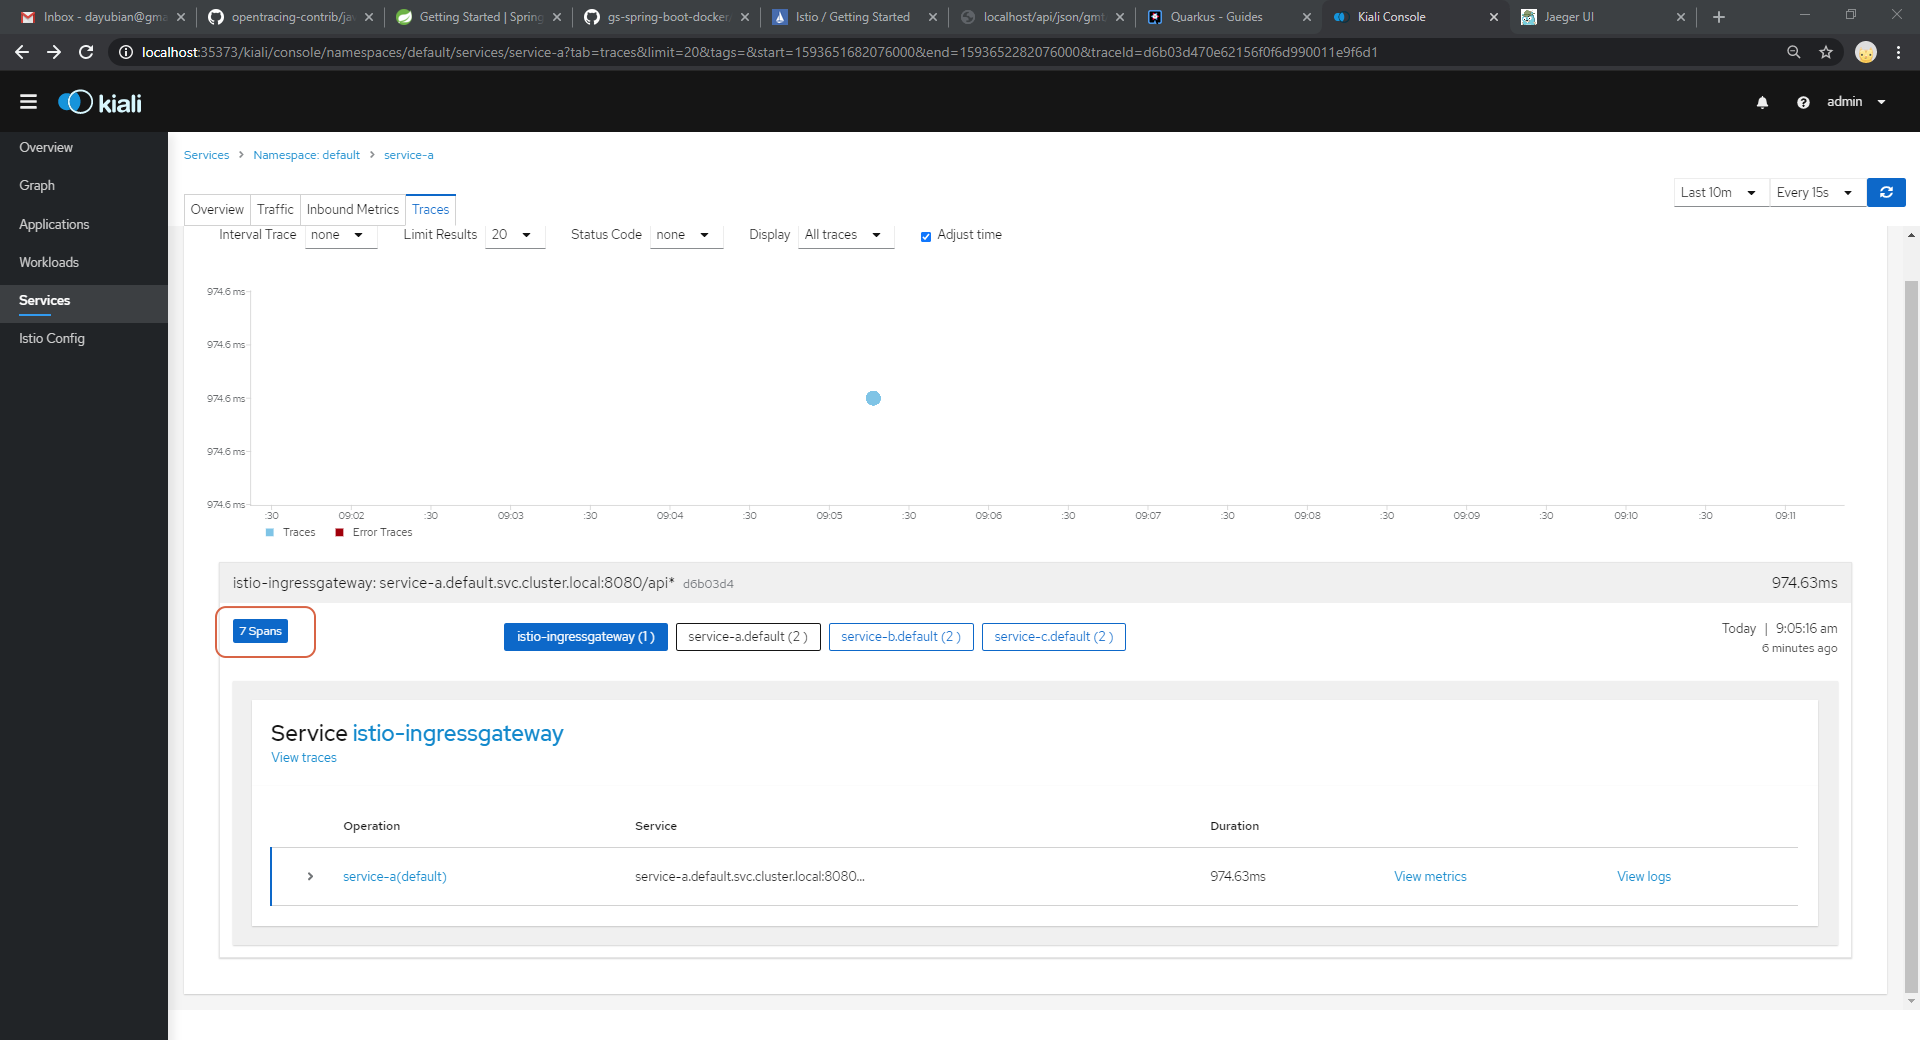 Inbox - dayubian@gma
opentracing-contrib/jav
Getting Started | Spring
gs-spring-boot-docker
Istio / Getting Started
localhost/api/json/gmt
Quarkus - Guides
Kiali Console
Jaeger UI
localhost:35373/kiali/console/namespaces/default/services/service-a?tab=traces&limit=20&tags=&start=1593651682076000&end=1593652282076000&traceId=d6b03d470e62156f0f6d990011e9f6d1
kiali
admin
Overview
Graph
Applications
Workloads
Services
Istio Config
Services > Namespace: default > service-a
Overview Traffic Inbound Metrics Traces
Last 10m Every 15s
Interval Trace none Limit Results 20 Status Code none Display All traces Adjust time
974.6 ms
974.6 ms
974.6 ms
974.6 ms
974.6 ms
:30 09:02 :30 09:03 :30 09:04 :30 09:05 :30 09:06 :30 09:07 :30 09:08 :30 09:09 :30 09:10 :30 09:11
Traces Error Traces
istio-ingressgateway: service-a.default.svc.cluster.local:8080/api* d6b03d4 974.63ms
7 Spans
istio-ingressgateway (1) service-a.default (2) service-b.default (2) service-c.default (2)
Today | 9:05:16 am
6 minutes ago
Service istio-ingressgateway
View traces
Operation Service Duration
service-a(default) service-a.default.svc.cluster.local:8080... 974.63ms View metrics View logs